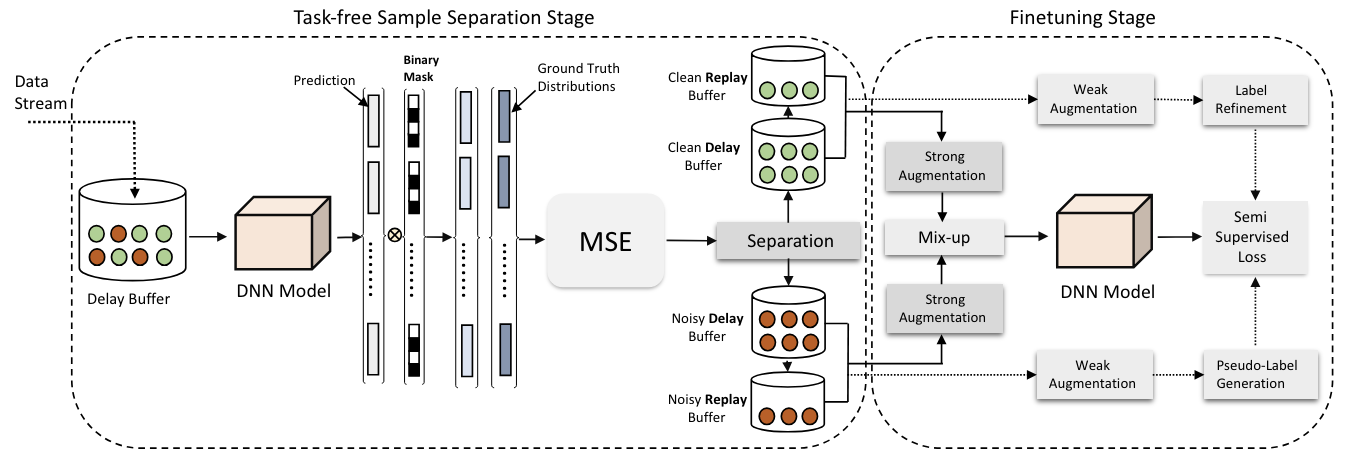 Task-free Sample Separation Stage
Finetuning Stage
Data
Stream
Delay Buffer
DNN Model
Prediction
Binary
Mask
Ground Truth
Distributions
MSE
Separation
Clean Replay
Buffer
Clean Delay
Buffer
Noisy Delay
Buffer
Noisy Replay
Buffer
Strong
Augmentation
Mix-up
Strong
Augmentation
Weak
Augmentation
Label
Refinement
DNN Model
Semi
Supervised
Loss
Weak
Augmentation
Pseudo-Label
Generation